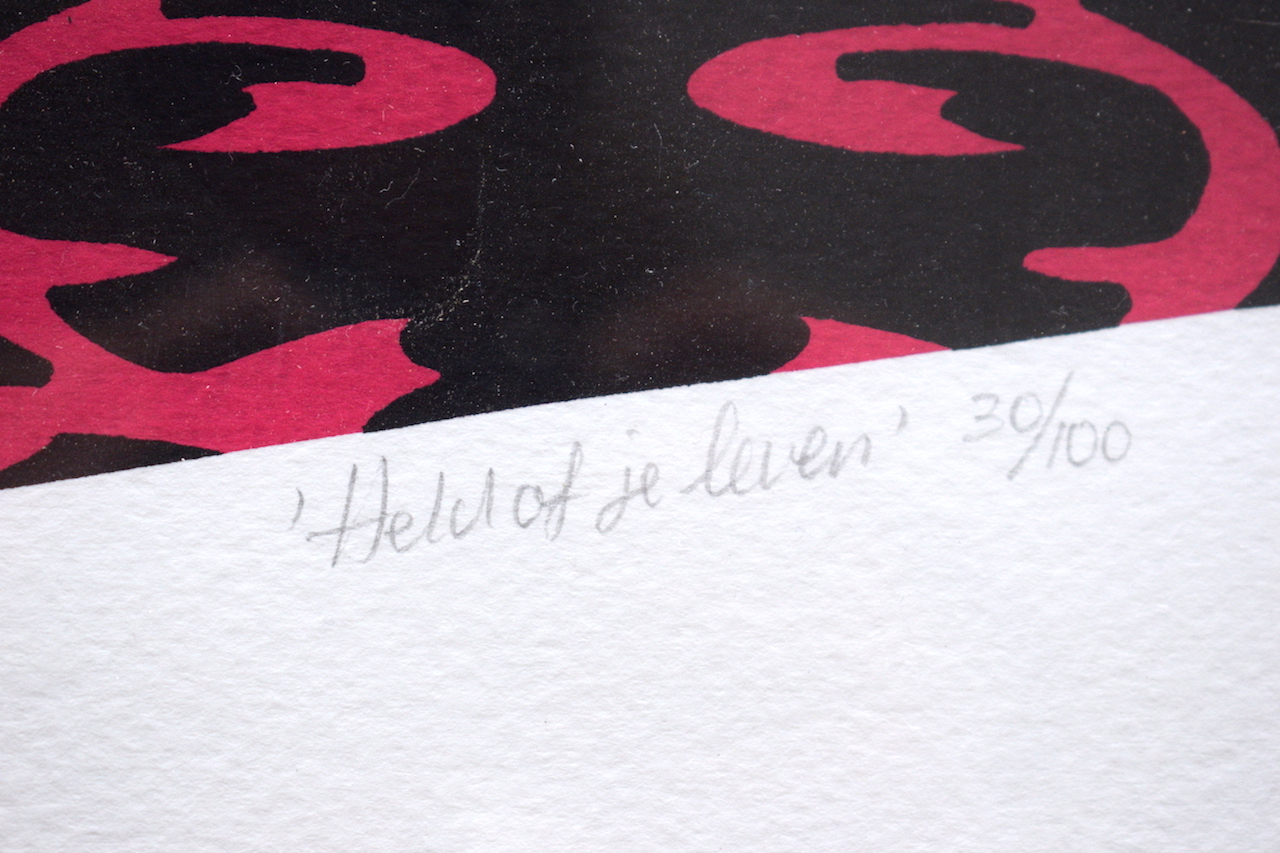 'Held of je leven' 30/100